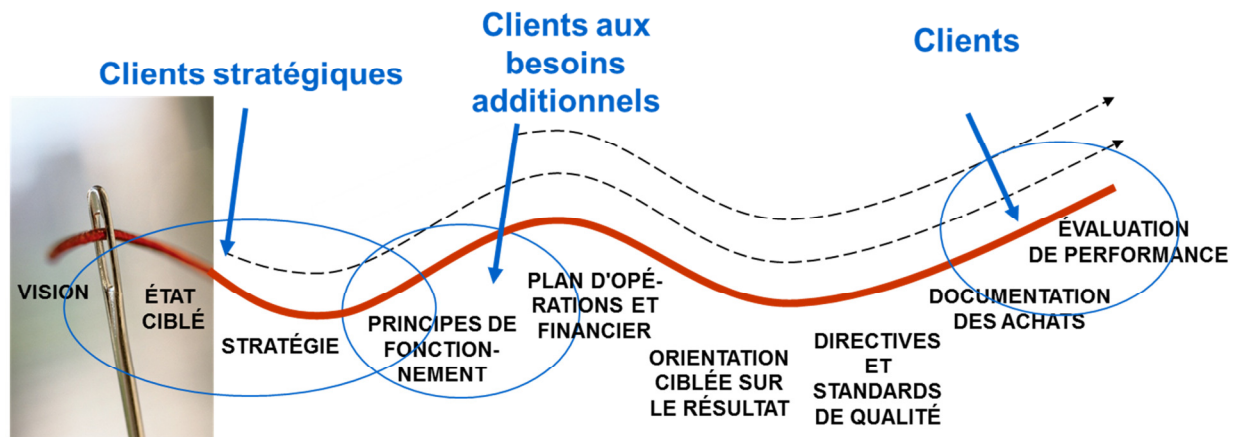 Clients aux
besoins
additionnels
Clients
Clients stratégiques
VISION
ÉTAT
CIBLÉ
STRATÉGIE
PRINCIPES DE
FONCTION-
NEMENT
PLAN D'OPÉ-
RATIONS ET
FINANCIER
ORIENTATION
CIBLÉE SUR
LE RÉSULTAT
DIRECTIVES
ET
STANDARDS
DE QUALITÉ
DOCUMENTATION
DES ACHATS
ÉVALUATION
DE PERFORMANCE